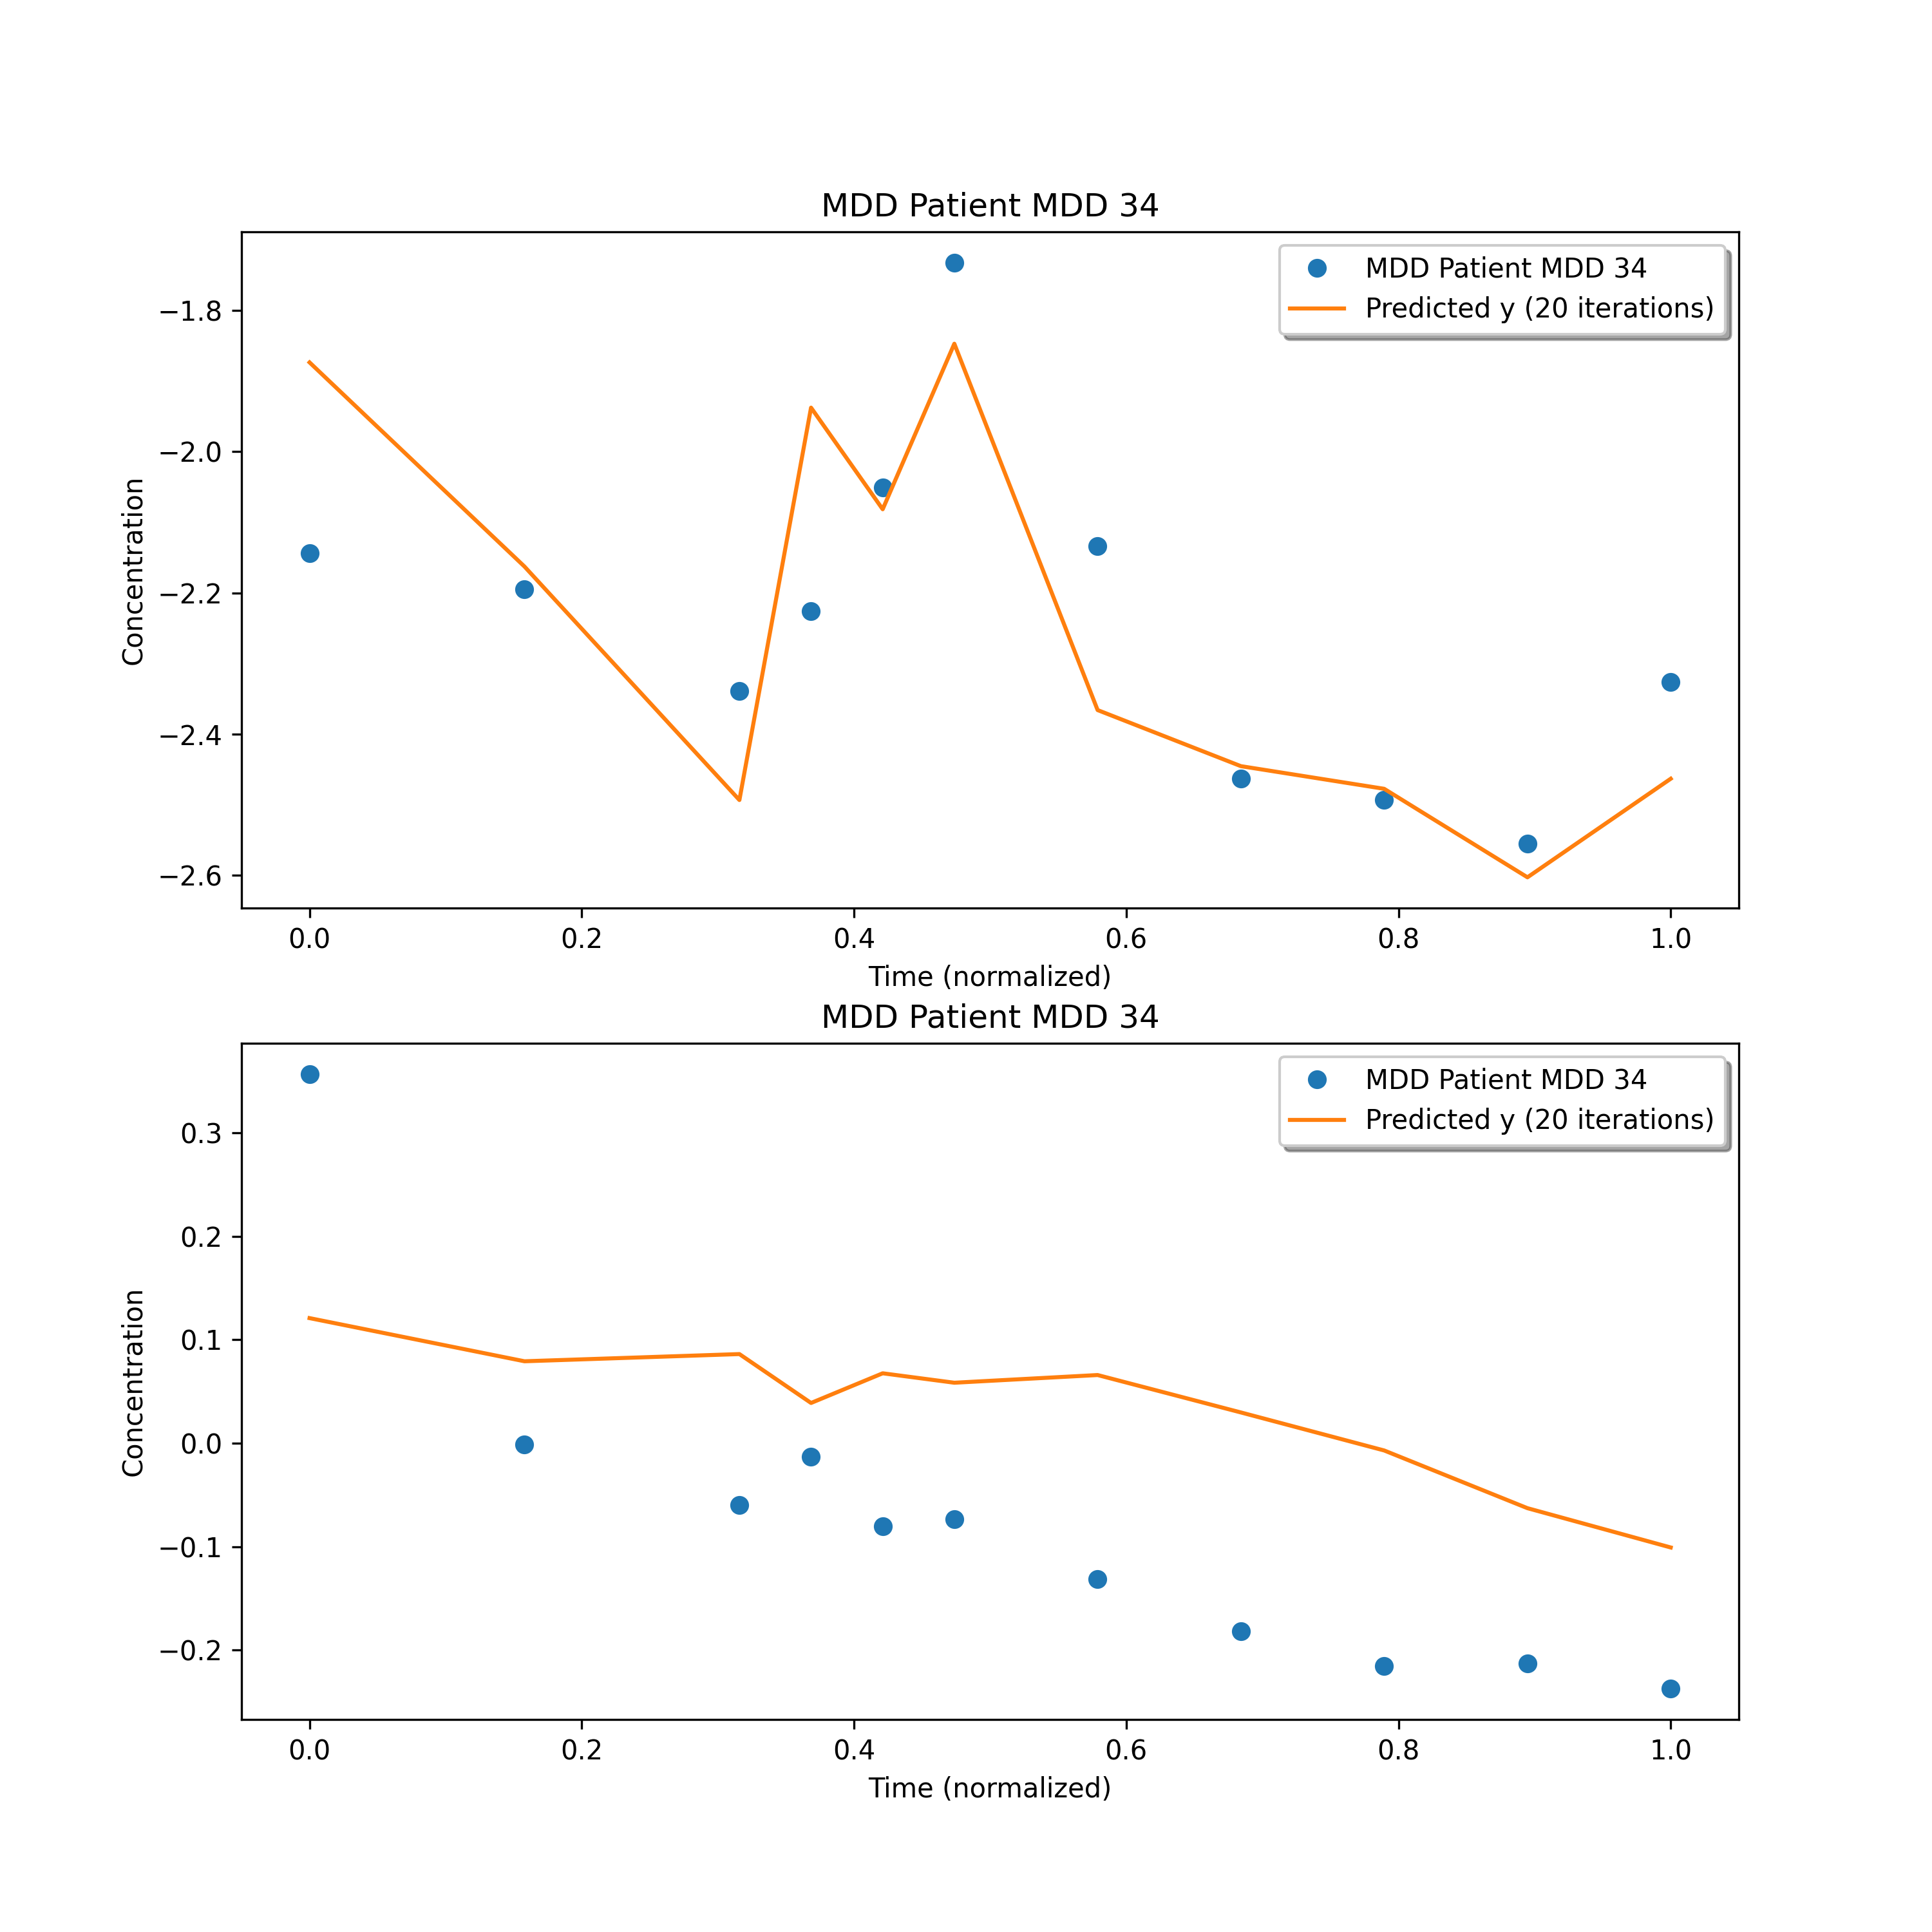 MDD Patient MDD 34
MDD Patient MDD 34
Predicted y (20 iterations)
Concentration
−1.8
−2.0
−2.2
−2.4
−2.6
0.0 0.2 0.4 0.6 0.8 1.0
Time (normalized)
MDD Patient MDD 34
MDD Patient MDD 34
Predicted y (20 iterations)
Concentration
0.3
0.2
0.1
0.0
−0.1
−0.2
0.0 0.2 0.4 0.6 0.8 1.0
Time (normalized)